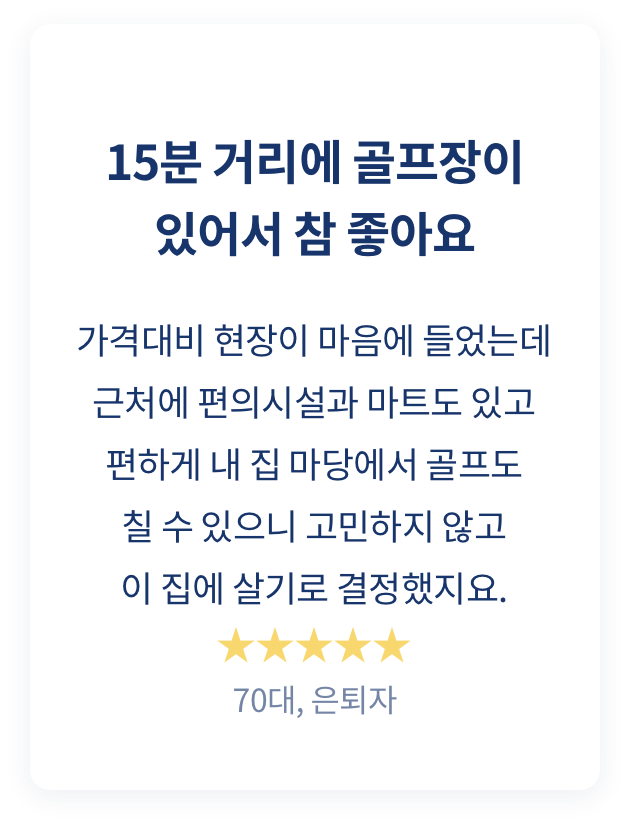 15분 거리에 골프장이
있어서 참 좋아요
가격대비 현장이 마음에 들었는데
근처에 편의시설과 마트도 있고
편하게 내 집 마당에서 골프도
칠 수 있으니 고민하지 않고
이 집에 살기로 결정했지요.
★★★★★
70대, 은퇴자